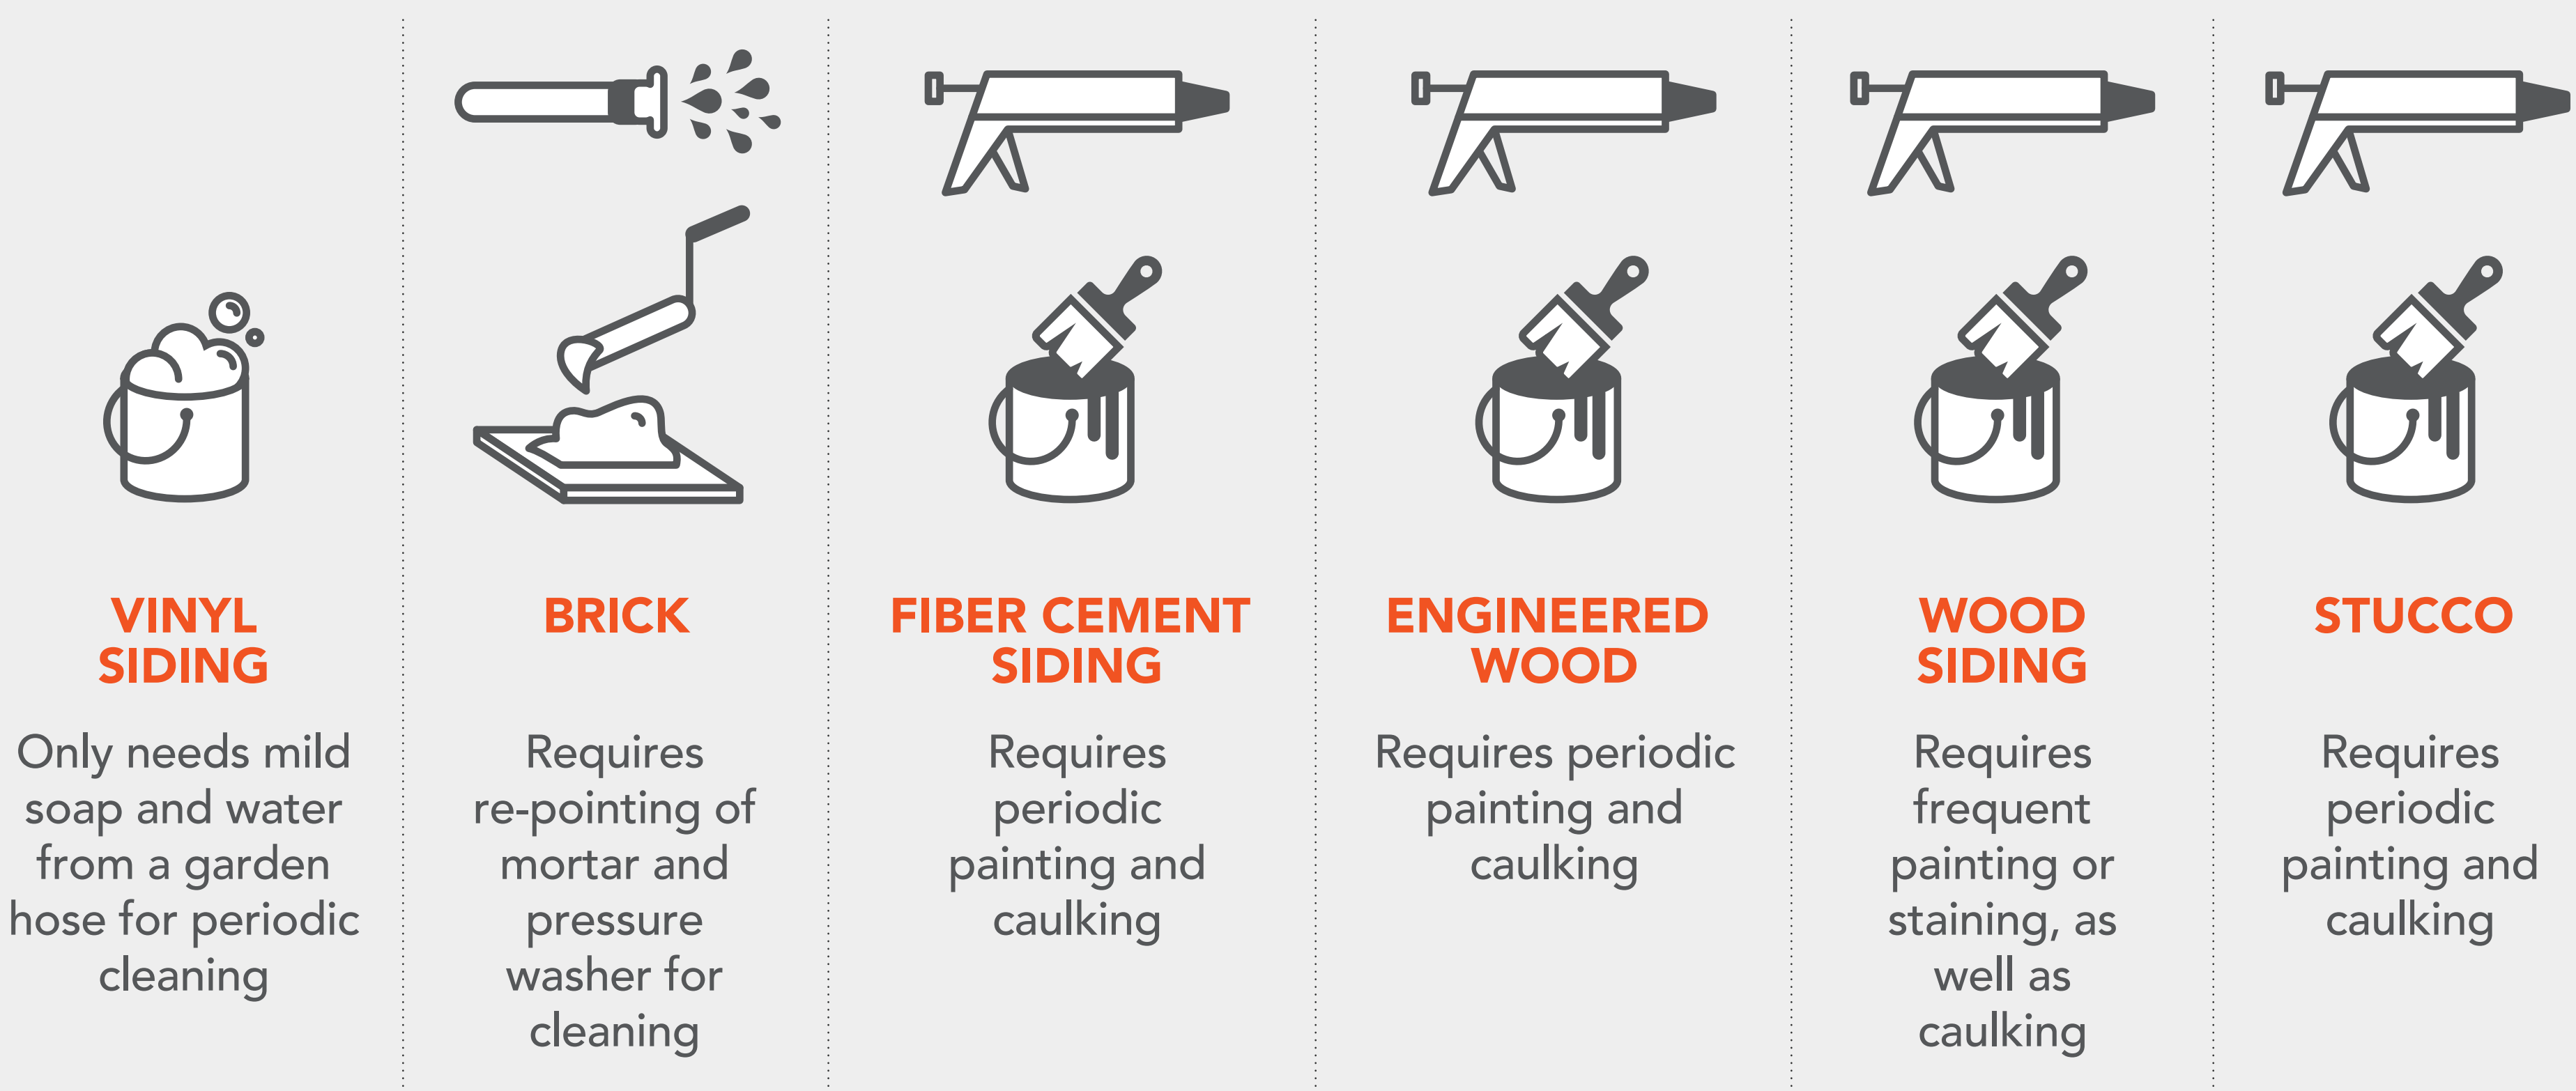 VINYL
SIDING
Only needs mild
soap and water
from a garden
hose for periodic
cleaning
BRICK
Requires
re-pointing of
mortar and
pressure
washer for
cleaning
FIBER CEMENT
SIDING
Requires
periodic
painting and
caulking
ENGINEERED
WOOD
Requires periodic
painting and
caulking
WOOD
SIDING
Requires
frequent
painting or
staining, as
well as
caulking
STUCCO
Requires
periodic
painting and
caulking